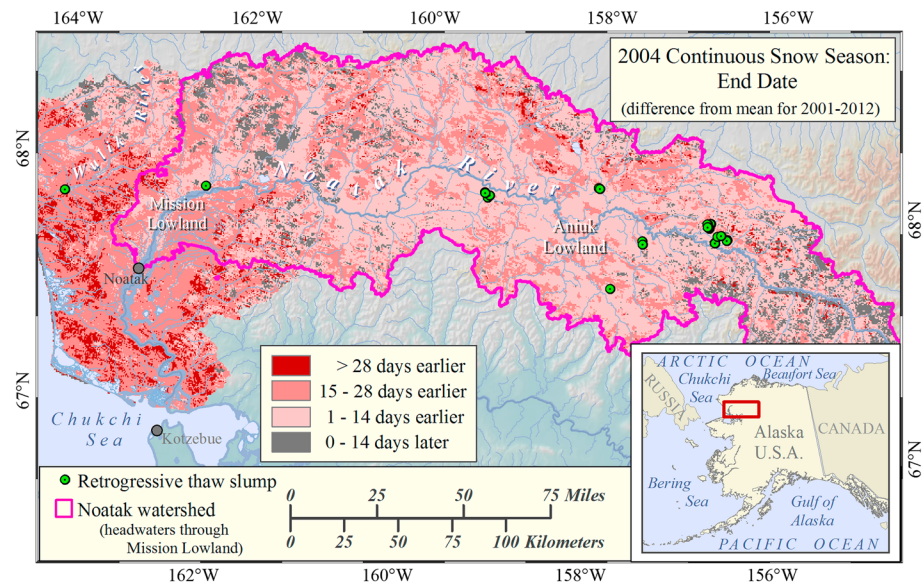 164°W 162°W 160°W 158°W 156°W
2004 Continuous Snow Season:
End Date
(difference from mean for 2001-2012)
68°N
68°N
Wulik River
Noatak River
Mission
Lowland
Aniuk
Lowland
Noatak
> 28 days earlier
15 - 28 days earlier
1 - 14 days earlier
0 - 14 days later
67°N
67°N
Chukchi
Sea
Kotzebue
ARCTIC OCEAN
Beaufort Sea
Chukchi
Sea
RUSSIA
Alaska
U.S.A.
CANADA
Bering
Sea
Gulf of
Alaska
PACIFIC OCEAN
Retrogressive thaw slump
Noatak watershed
(headwaters through
Mission Lowland)
0 25 50 75 Miles
0 25 50 75 100 Kilometers
162°W 160°W 158°W 156°W